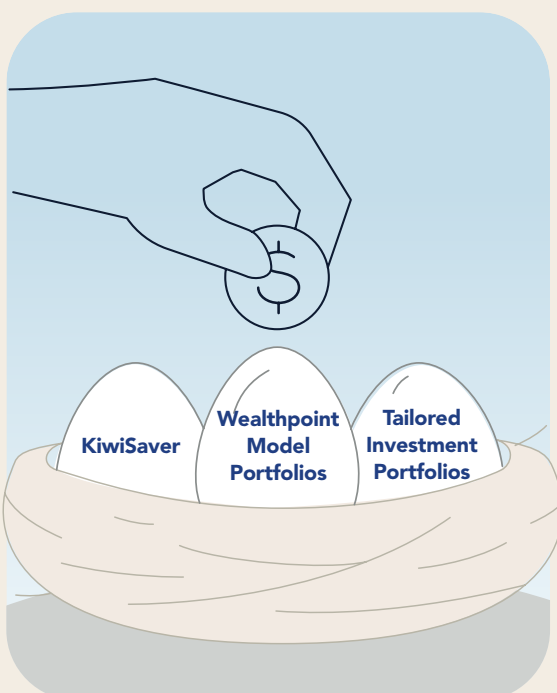 $
KiwiSaver
Wealthpoint
Model
Portfolios
Tailored
Investment
Portfolios